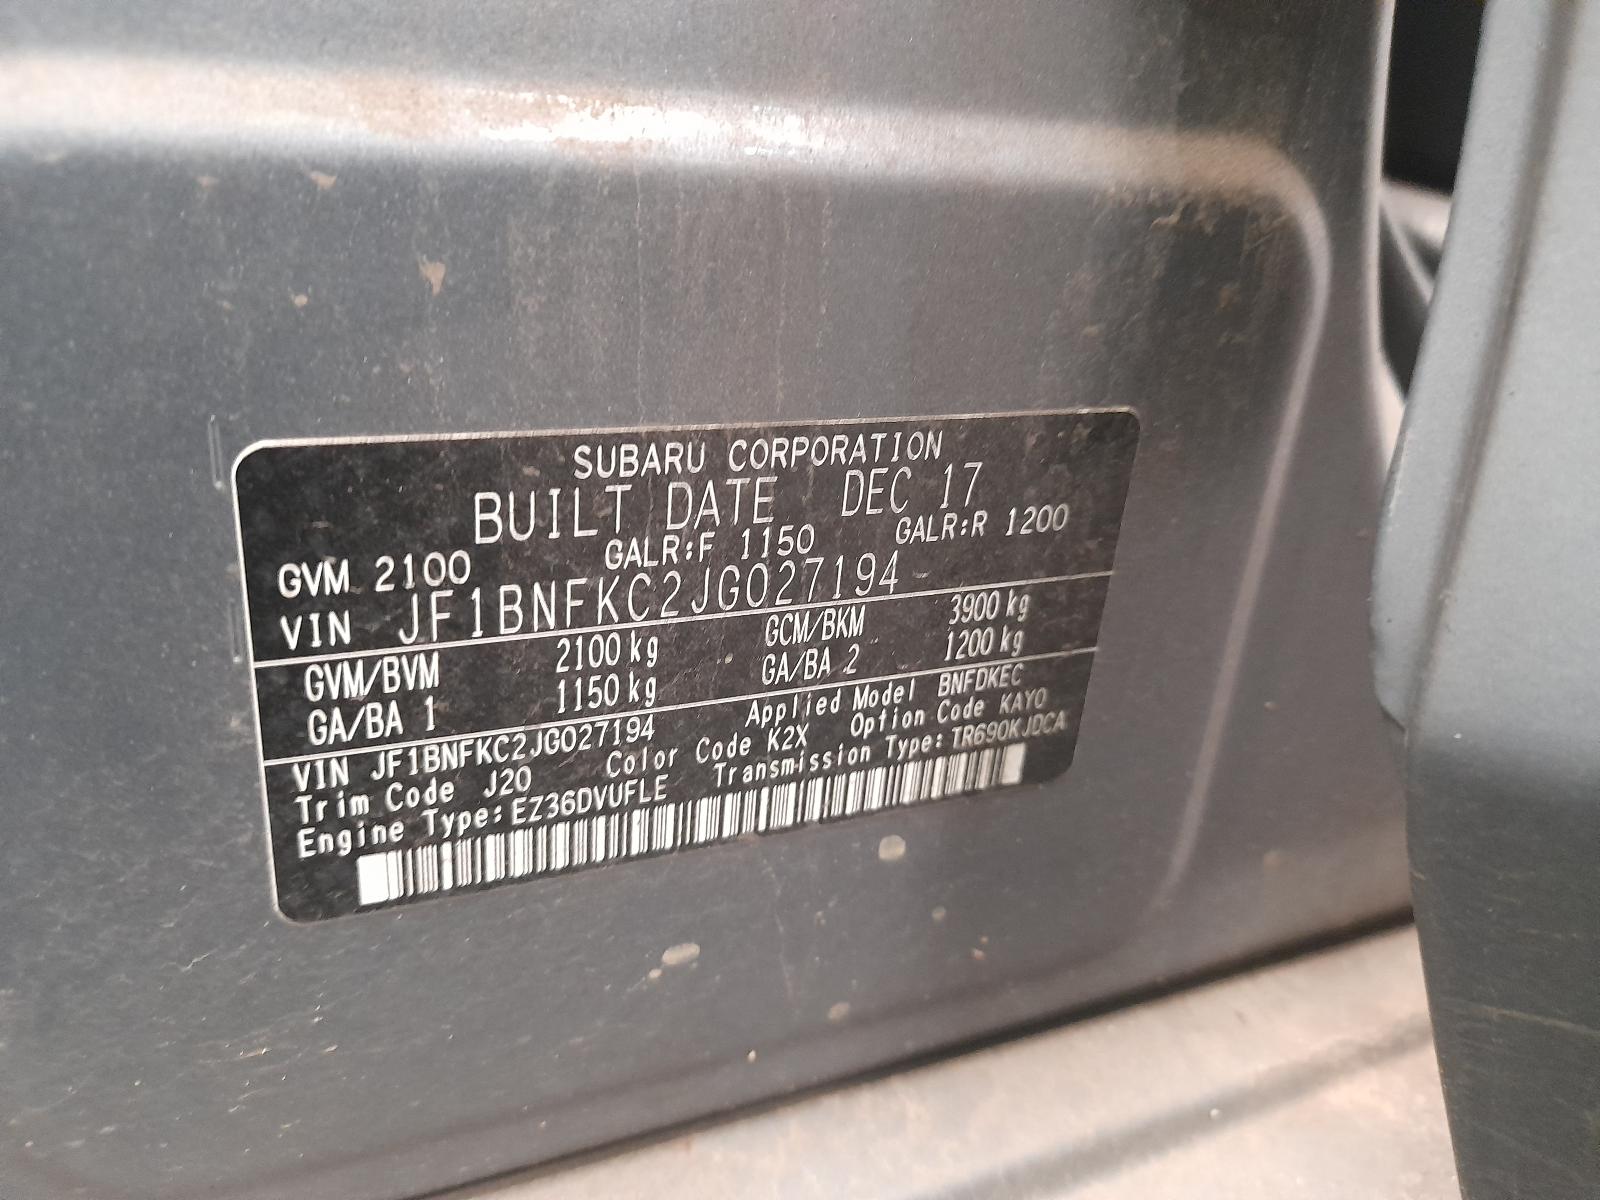 SUBARU CORPORATION
BUILT DATE DEC 17
GVM 2100 GALR:F 1150 GALR:R 1200
VIN JF1BNFKC2JG027194
GVM/BVM 2100 kg GCM/BKM 3900 kg
GA/BA 1 1150 kg GA/BA 2 1200 kg
VIN JF1BNFKC2JG027194 Applied Model BNFDKEC
Trim Code J20 Color Code K2X Option Code KAYO
Engine Type: EZ36DVUFLE Transmission Type: TR690KJDCA